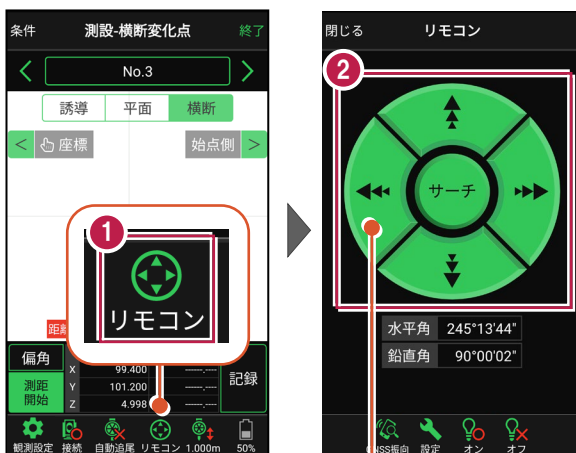 条件 測設-横断変化点 終了
No.3
誘導 平面 横断
< 座標 始点側 >
1
リモコン
偏角
測距
開始
X 99.400 ------.----
Y 101.200 ------.----
Z 4.998 ------.----
記録
観測設定 接続 自動追尾 リモコン 1.000m 50%
閉じる リモコン
2
サーチ
水平角 245°13'44"
鉛直角 90°00'02"
設定 オン オフ